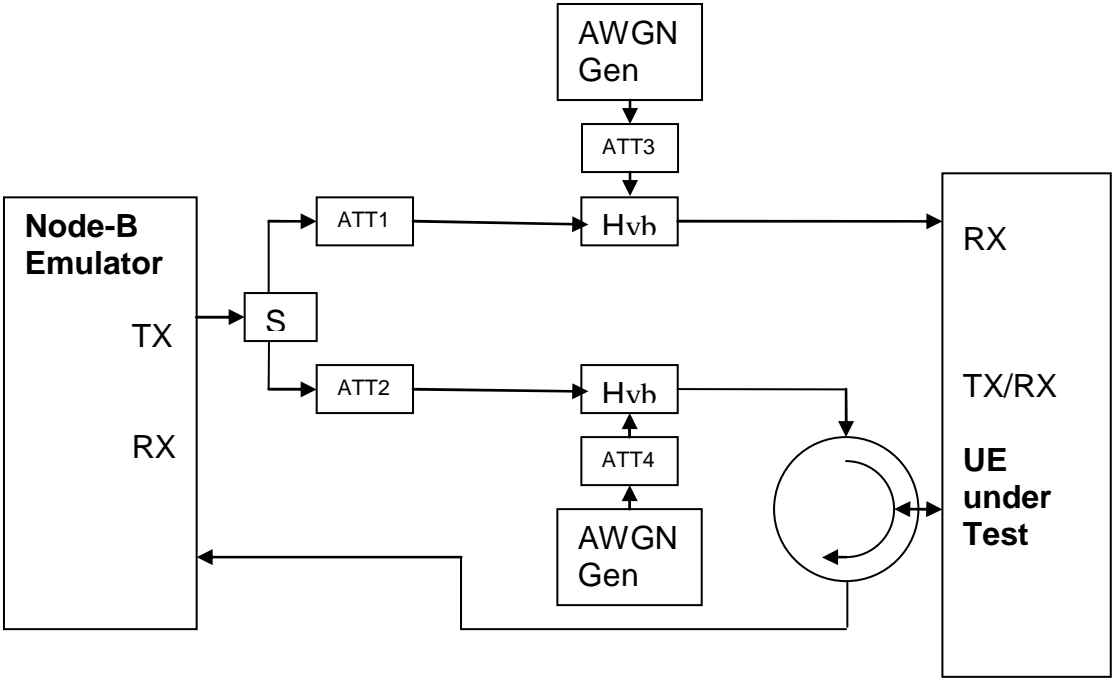 AWGN
Gen
ATT3
Node-B
Emulator
ATT1
Hyb
RX
S
TX
ATT2
Hyb
TX/RX
RX
ATT4
UE
under
Test
AWGN
Gen